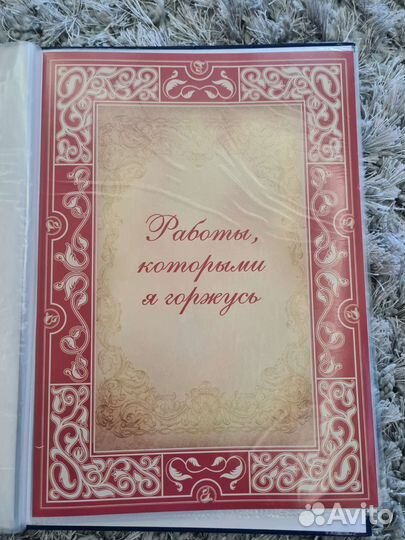 Работы,
которыми
я горжусь
Avito